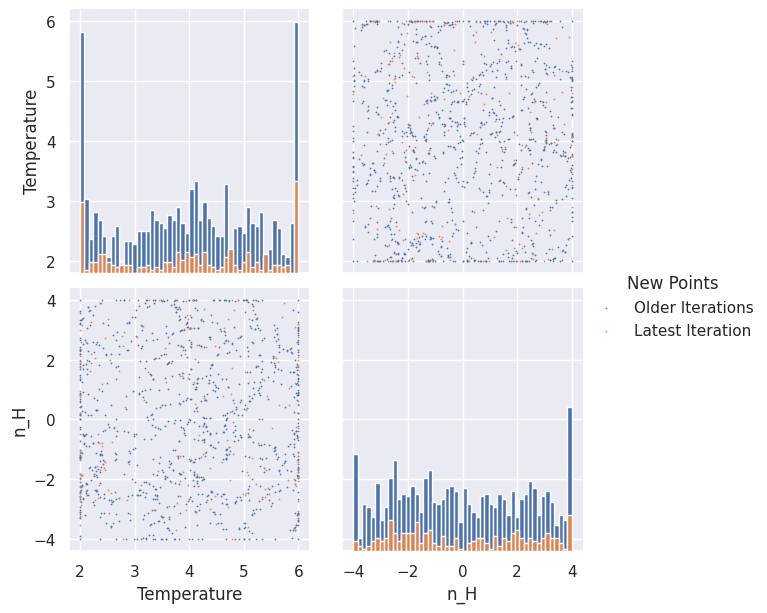 6
5
4
3
2
Temperature
4
2
0
−2
−4
n_H
2
3
4
5
6
Temperature
−4
−2
0
2
4
n_H
New Points
Older Iterations
Latest Iteration